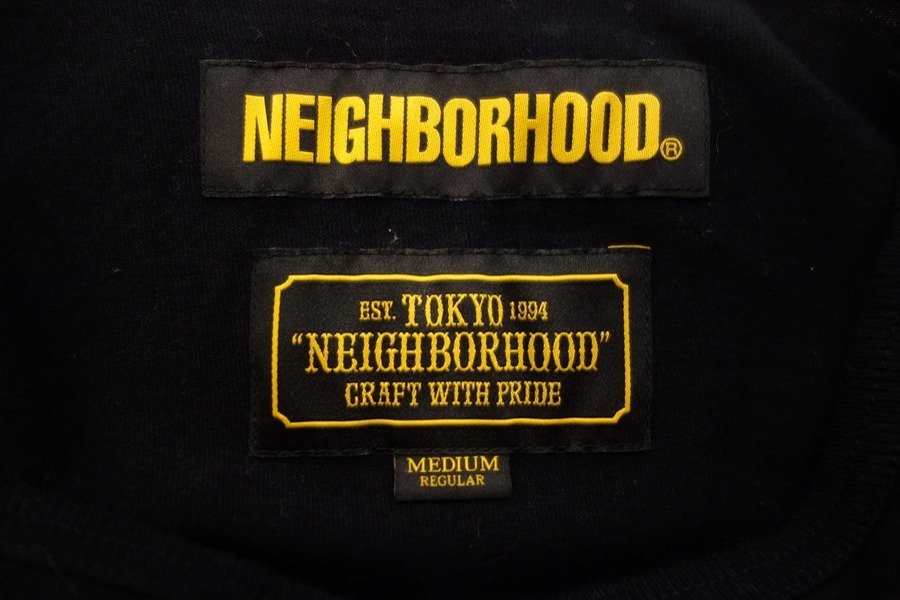 NEIGHBORHOOD®
EST. TOKYO 1994
"NEIGHBORHOOD"
CRAFT WITH PRIDE
MEDIUM
REGULAR